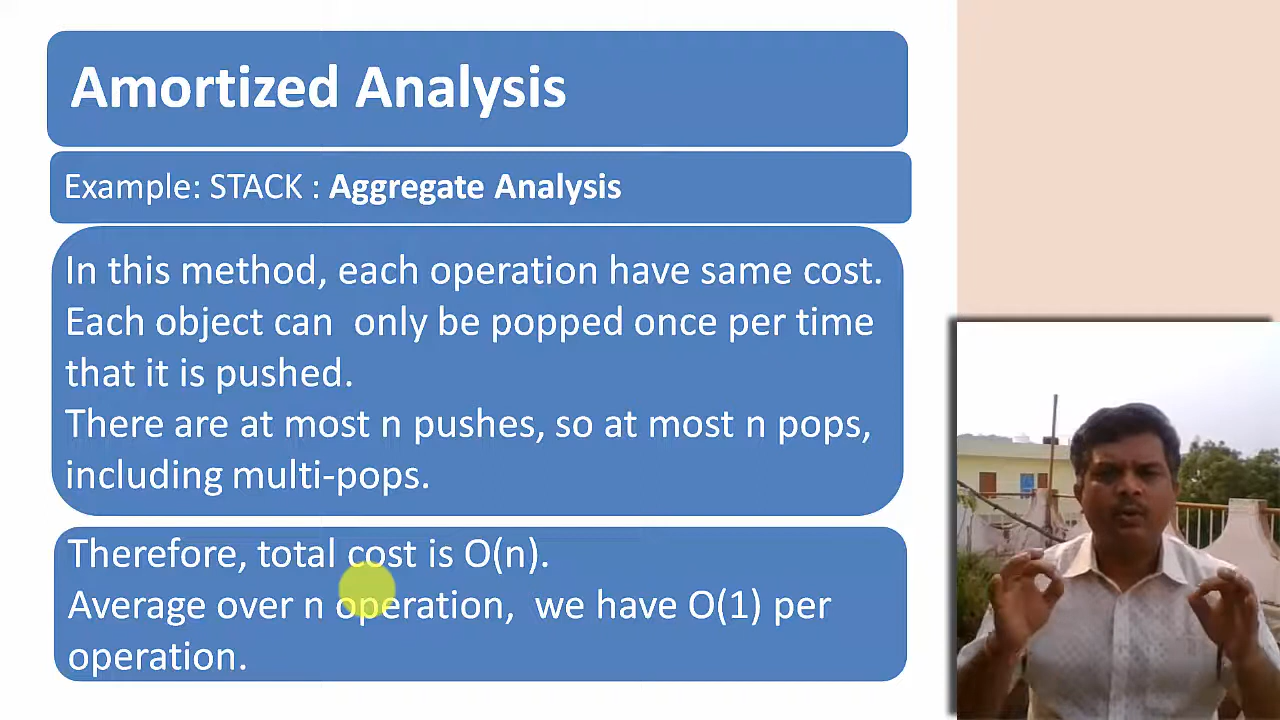 Amortized Analysis
Example: STACK : Aggregate Analysis
In this method, each operation have same cost.
Each object can only be popped once per time
that it is pushed.
There are at most n pushes, so at most n pops,
including multi-pops.
Therefore, total cost is O(n).
Average over n operation, we have O(1) per
operation.